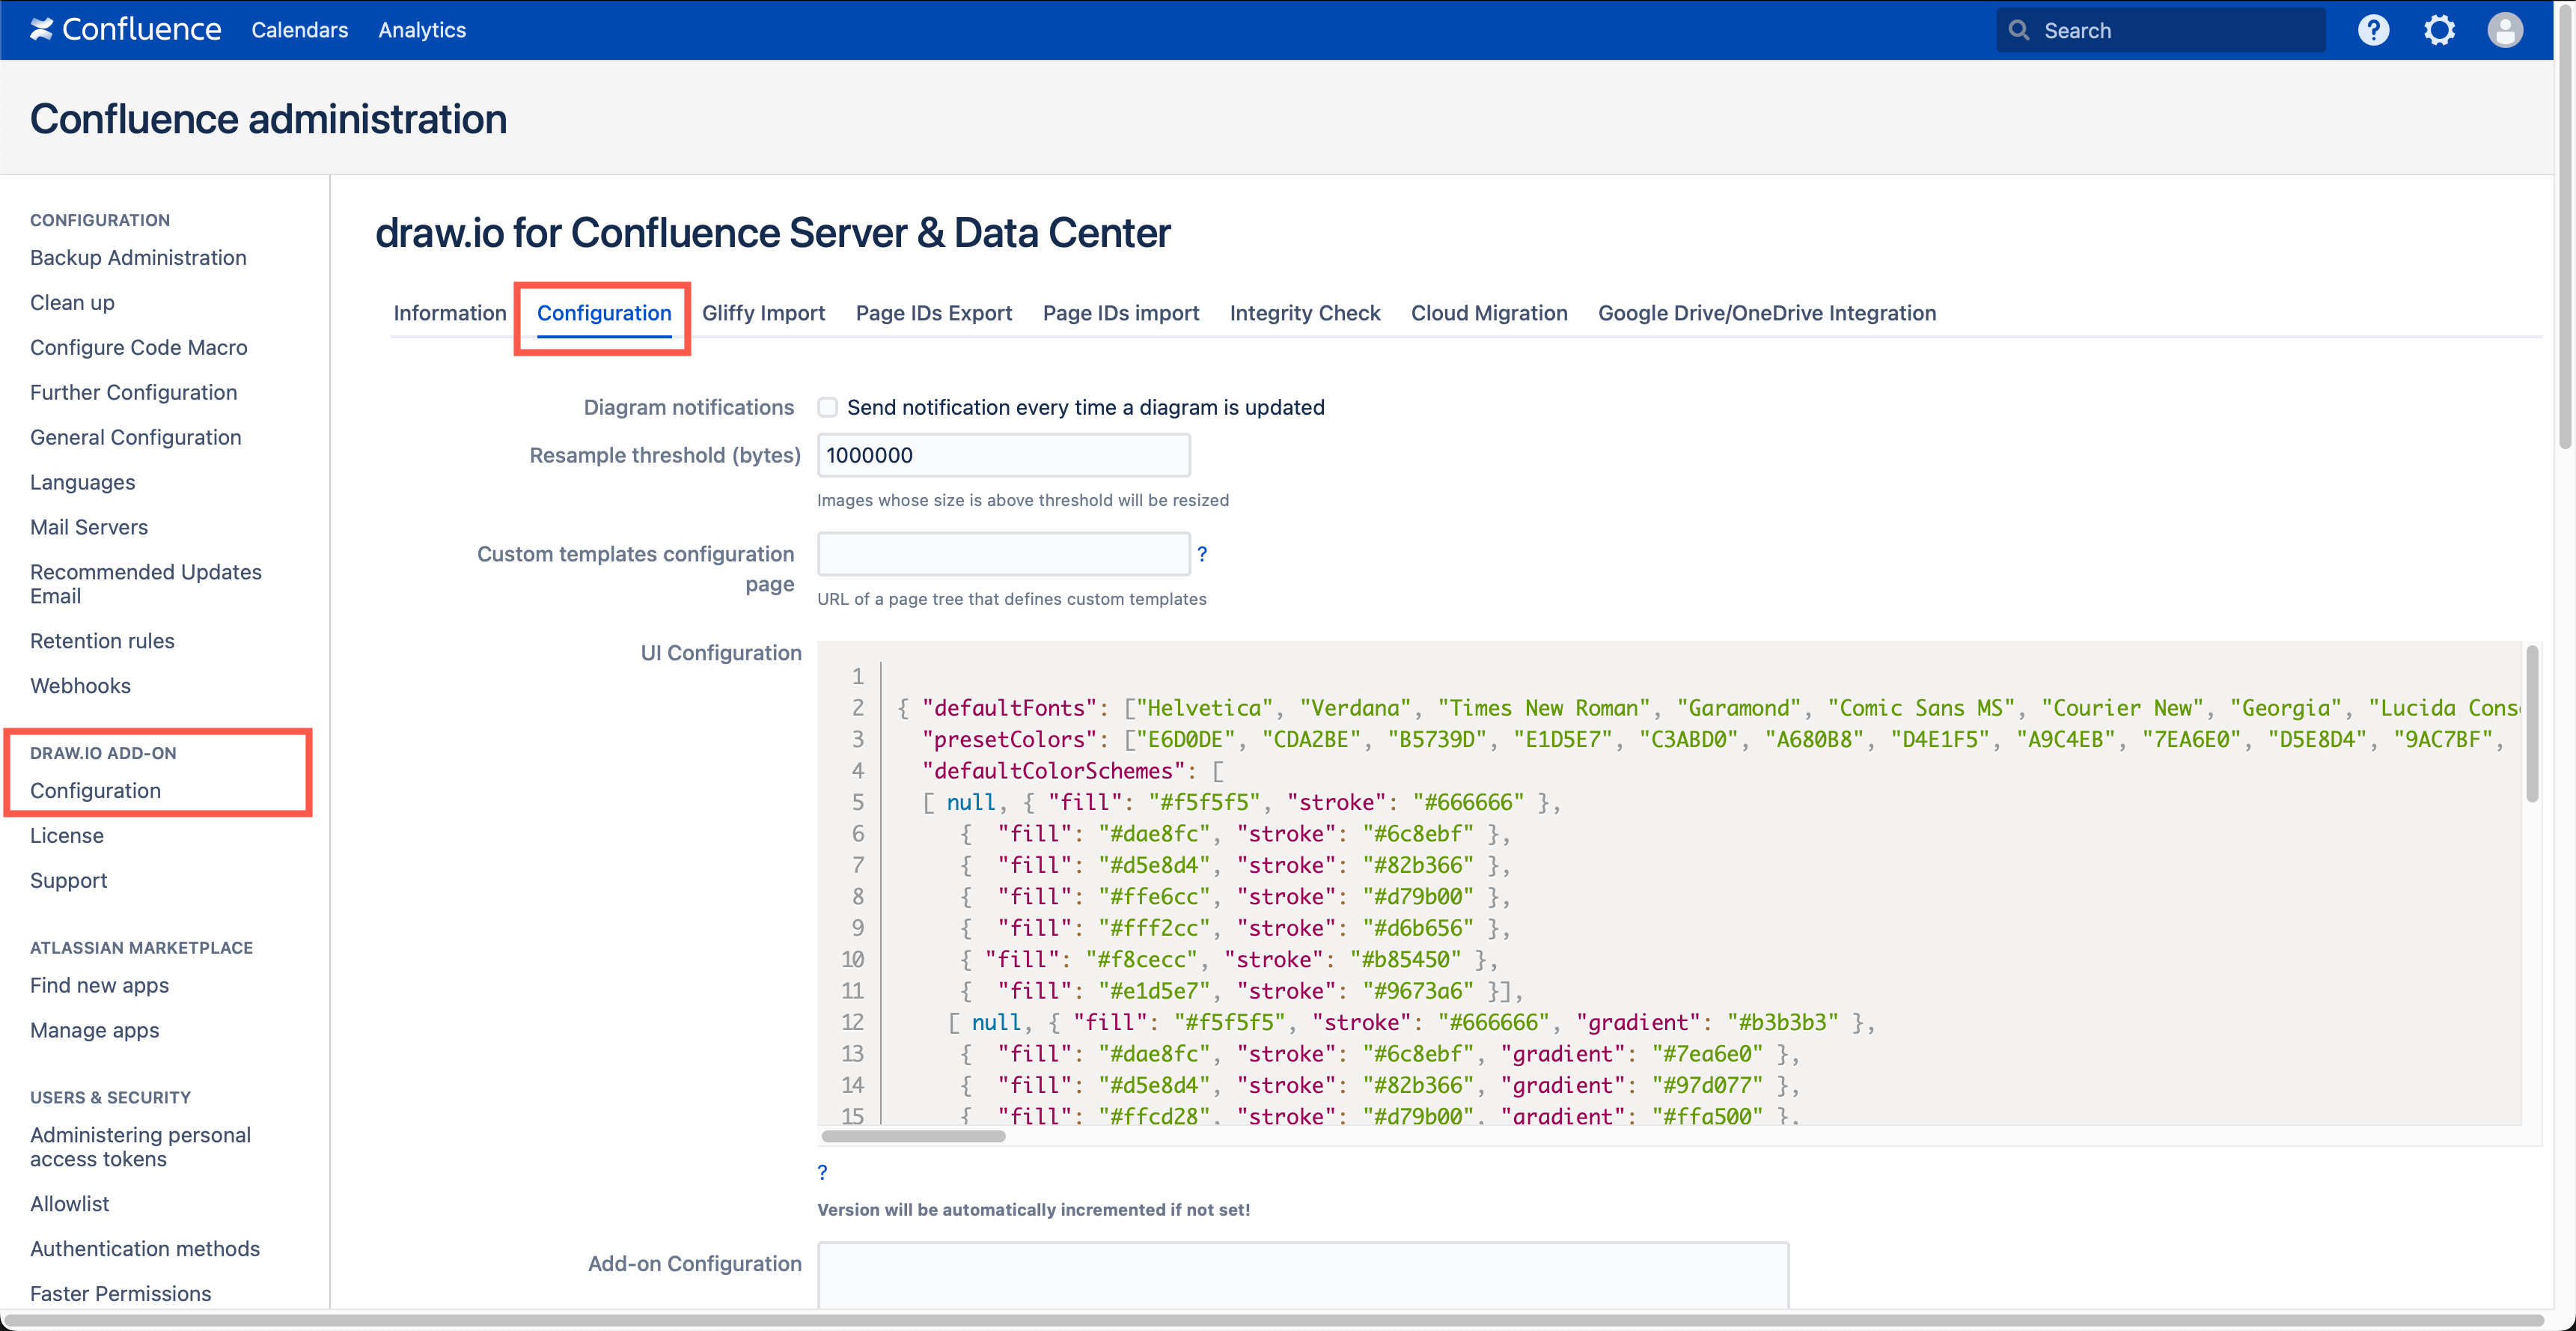 Confluence Calendars Analytics Search
Confluence administration
CONFIGURATION
Backup Administration
Clean up
Configure Code Macro
Further Configuration
General Configuration
Languages
Mail Servers
Recommended Updates
Email
Retention rules
Webhooks
DRAW.IO ADD-ON
Configuration
License
Support
ATLASSIAN MARKETPLACE
Find new apps
Manage apps
USERS & SECURITY
Administering personal
access tokens
Allowlist
Authentication methods
Faster Permissions
draw.io for Confluence Server & Data Center
Information Configuration Gliffy Import Page IDs Export Page IDs import Integrity Check Cloud Migration Google Drive/OneDrive Integration
Diagram notifications Send notification every time a diagram is updated
Resample threshold (bytes) 1000000
Images whose size is above threshold will be resized
Custom templates configuration
page
?
URL of a page tree that defines custom templates
UI Configuration
1
2 { "defaultFonts": ["Helvetica", "Verdana", "Times New Roman", "Garamond", "Comic Sans MS", "Courier New", "Georgia", "Lucida
3 "presetColors": ["E6D0DE", "CDA2BE", "B5739D", "E1D5E7", "C3ABD0", "A680B8", "D4E1F5", "A9C4EB", "7EA6E0", "D5E8D4", "9AC7BF",
4 "defaultColorSchemes": [
5 [ null, { "fill": "#f5f5f5", "stroke": "#666666" },
6 { "fill": "#dae8fc", "stroke": "#6c8ebf" },
7 { "fill": "#d5e8d4", "stroke": "#82b366" },
8 { "fill": "#ffe6cc", "stroke": "#d79b00" },
9 { "fill": "#fff2cc", "stroke": "#d6b656" },
10 { "fill": "#f8cecc", "stroke": "#b85450" },
11 { "fill": "#e1d5e7", "stroke": "#9673a6" }],
12 [ null, { "fill": "#f5f5f5", "stroke": "#666666", "gradient": "#b3b3b3" },
13 { "fill": "#dae8fc", "stroke": "#6c8ebf", "gradient": "#7ea6e0" },
14 { "fill": "#d5e8d4", "stroke": "#82b366", "gradient": "#97d077" },
15 { "fill": "#ffcd28", "stroke": "#d79b00", "gradient": "#ffa500" },
?
Version will be automatically incremented if not set!
Add-on Configuration